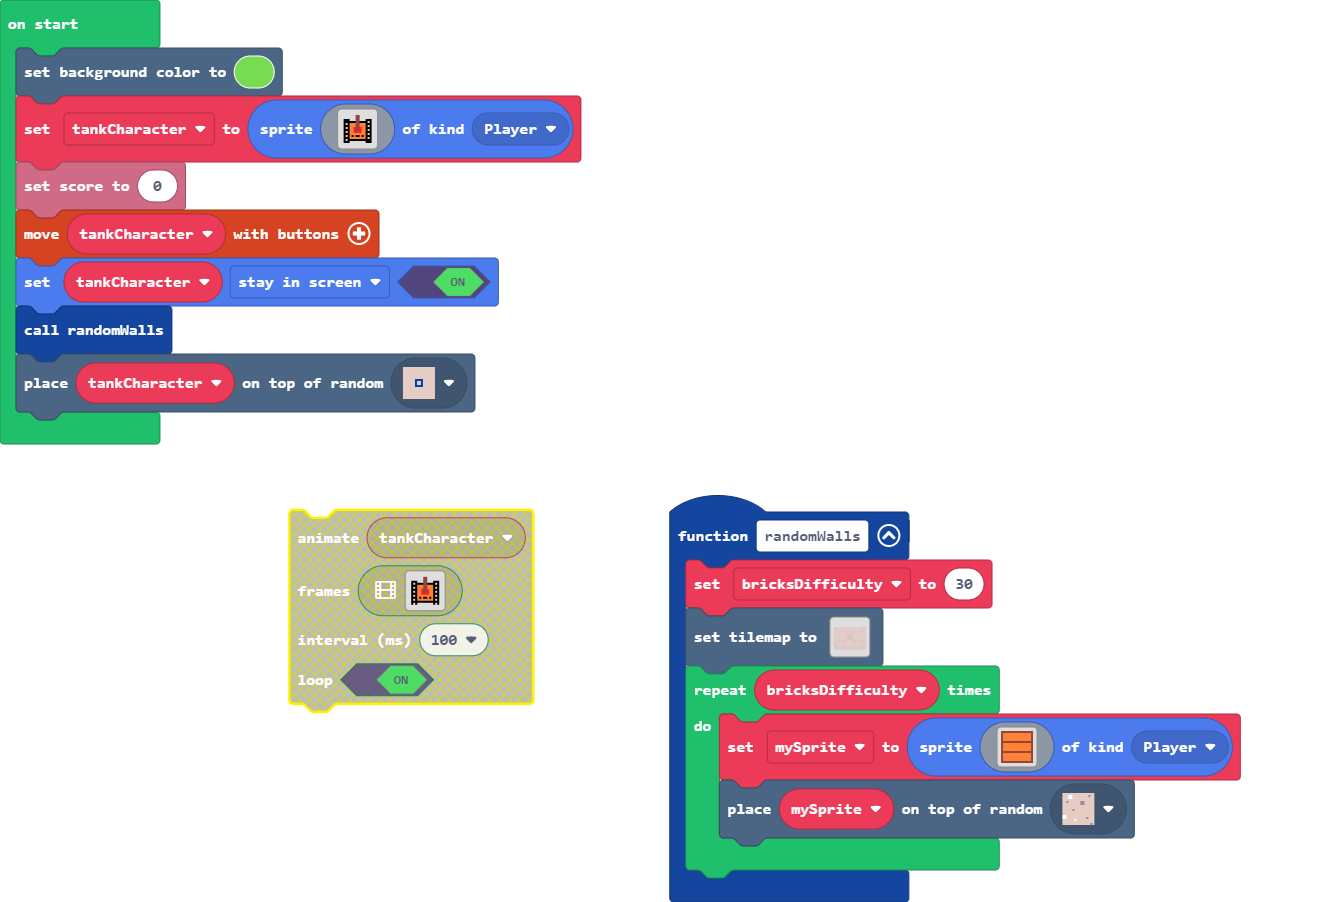 on start
set background color to
set tankCharacter to sprite of kind Player
set score to 0
move tankCharacter with buttons
set tankCharacter stay in screen ON
call randomWalls
place tankCharacter on top of random
animate tankCharacter
frames
interval (ms) 100
loop ON
function randomWalls
set bricksDifficulty to 30
set tilemap to
repeat bricksDifficulty times
do
set mySprite to sprite of kind Player
place mySprite on top of random